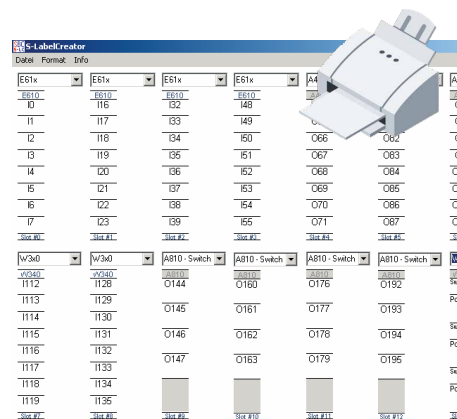 S-LabelCreator
Datei Format Info
E61x E61x E61x E61x A4
E610 E610 E610 E610
I0 I16 I32 I48
I1 I17 I33 I49
I2 I18 I34 I50 O66 O82
I3 I19 I35 I51 O67 O83
I4 I20 I36 I52 O68 O84
I5 I21 I37 I53 O69 O85
I6 I22 I38 I54 O70 O86
I7 I23 I39 I55 O71 O87
Slot #0 Slot #1 Slot #2 Slot #3 Slot #4 Slot #5
W3x0 W3x0 A810 - Switch A810 - Switch A810 - Switch A810 - Switch
W340 W340 A810 A810 A810 A810
I112 I128 O144 O160 O176 O192
I113 I129 O145 O161 O177 O193
I114 I130
I115 I131 O146 O162 O178 O194
I116 I132 O147 O163 O179 O195
I117 I133
I118 I134
I119 I135
Slot #7 Slot #8 Slot #9 Slot #10 Slot #11 Slot #12